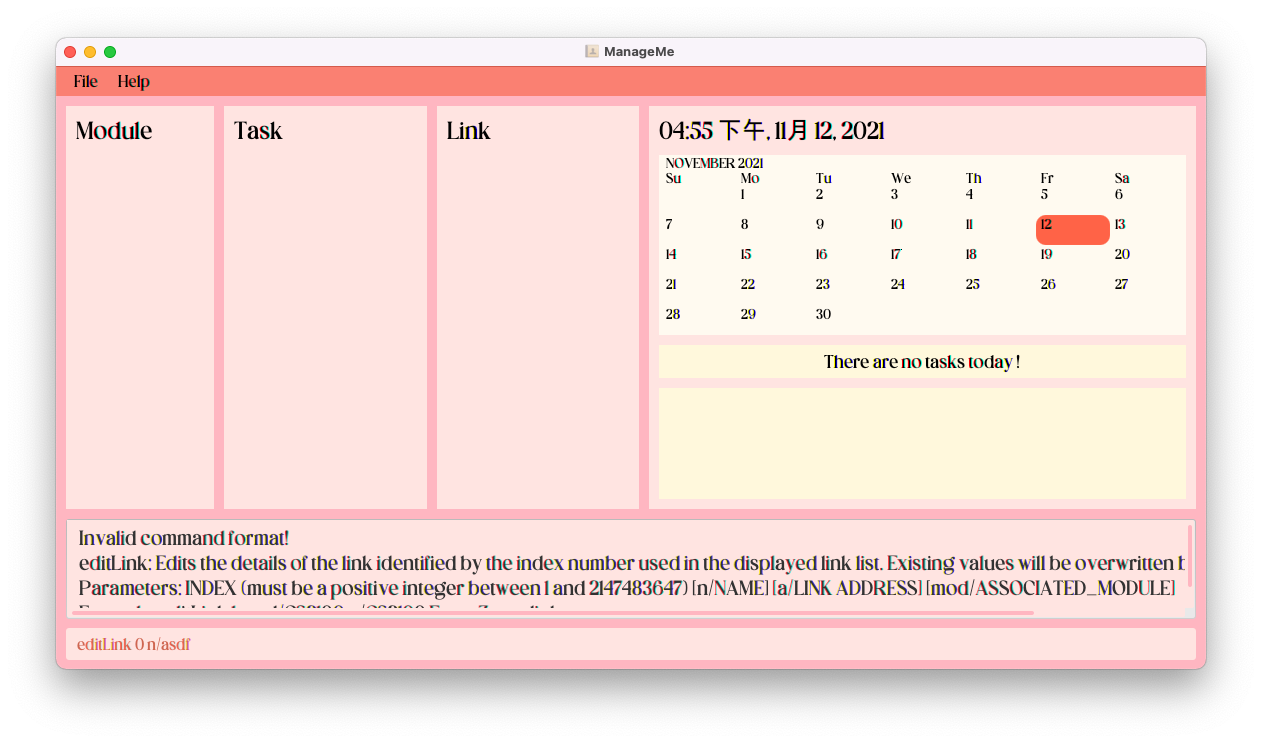 ManageMe
File Help
Module
Task
Link
04:55 下午, 11月 12, 2021
NOVEMBER 2021
Su Mo Tu We Th Fr Sa
1 2 3 4 5 6
7 8 9 10 11 12 13
14 15 16 17 18 19 20
21 22 23 24 25 26 27
28 29 30
There are no tasks today !
Invalid command format!
editLink: Edits the details of the link identified by the index number used in the displayed link list. Existing values will be overwritten b
Parameters: INDEX (must be a positive integer between 1 and 2147483647) [n/NAME] [a/LINK ADDRESS] [mod/ASSOCIATED_MODULE]
editLink 0 n/asdf